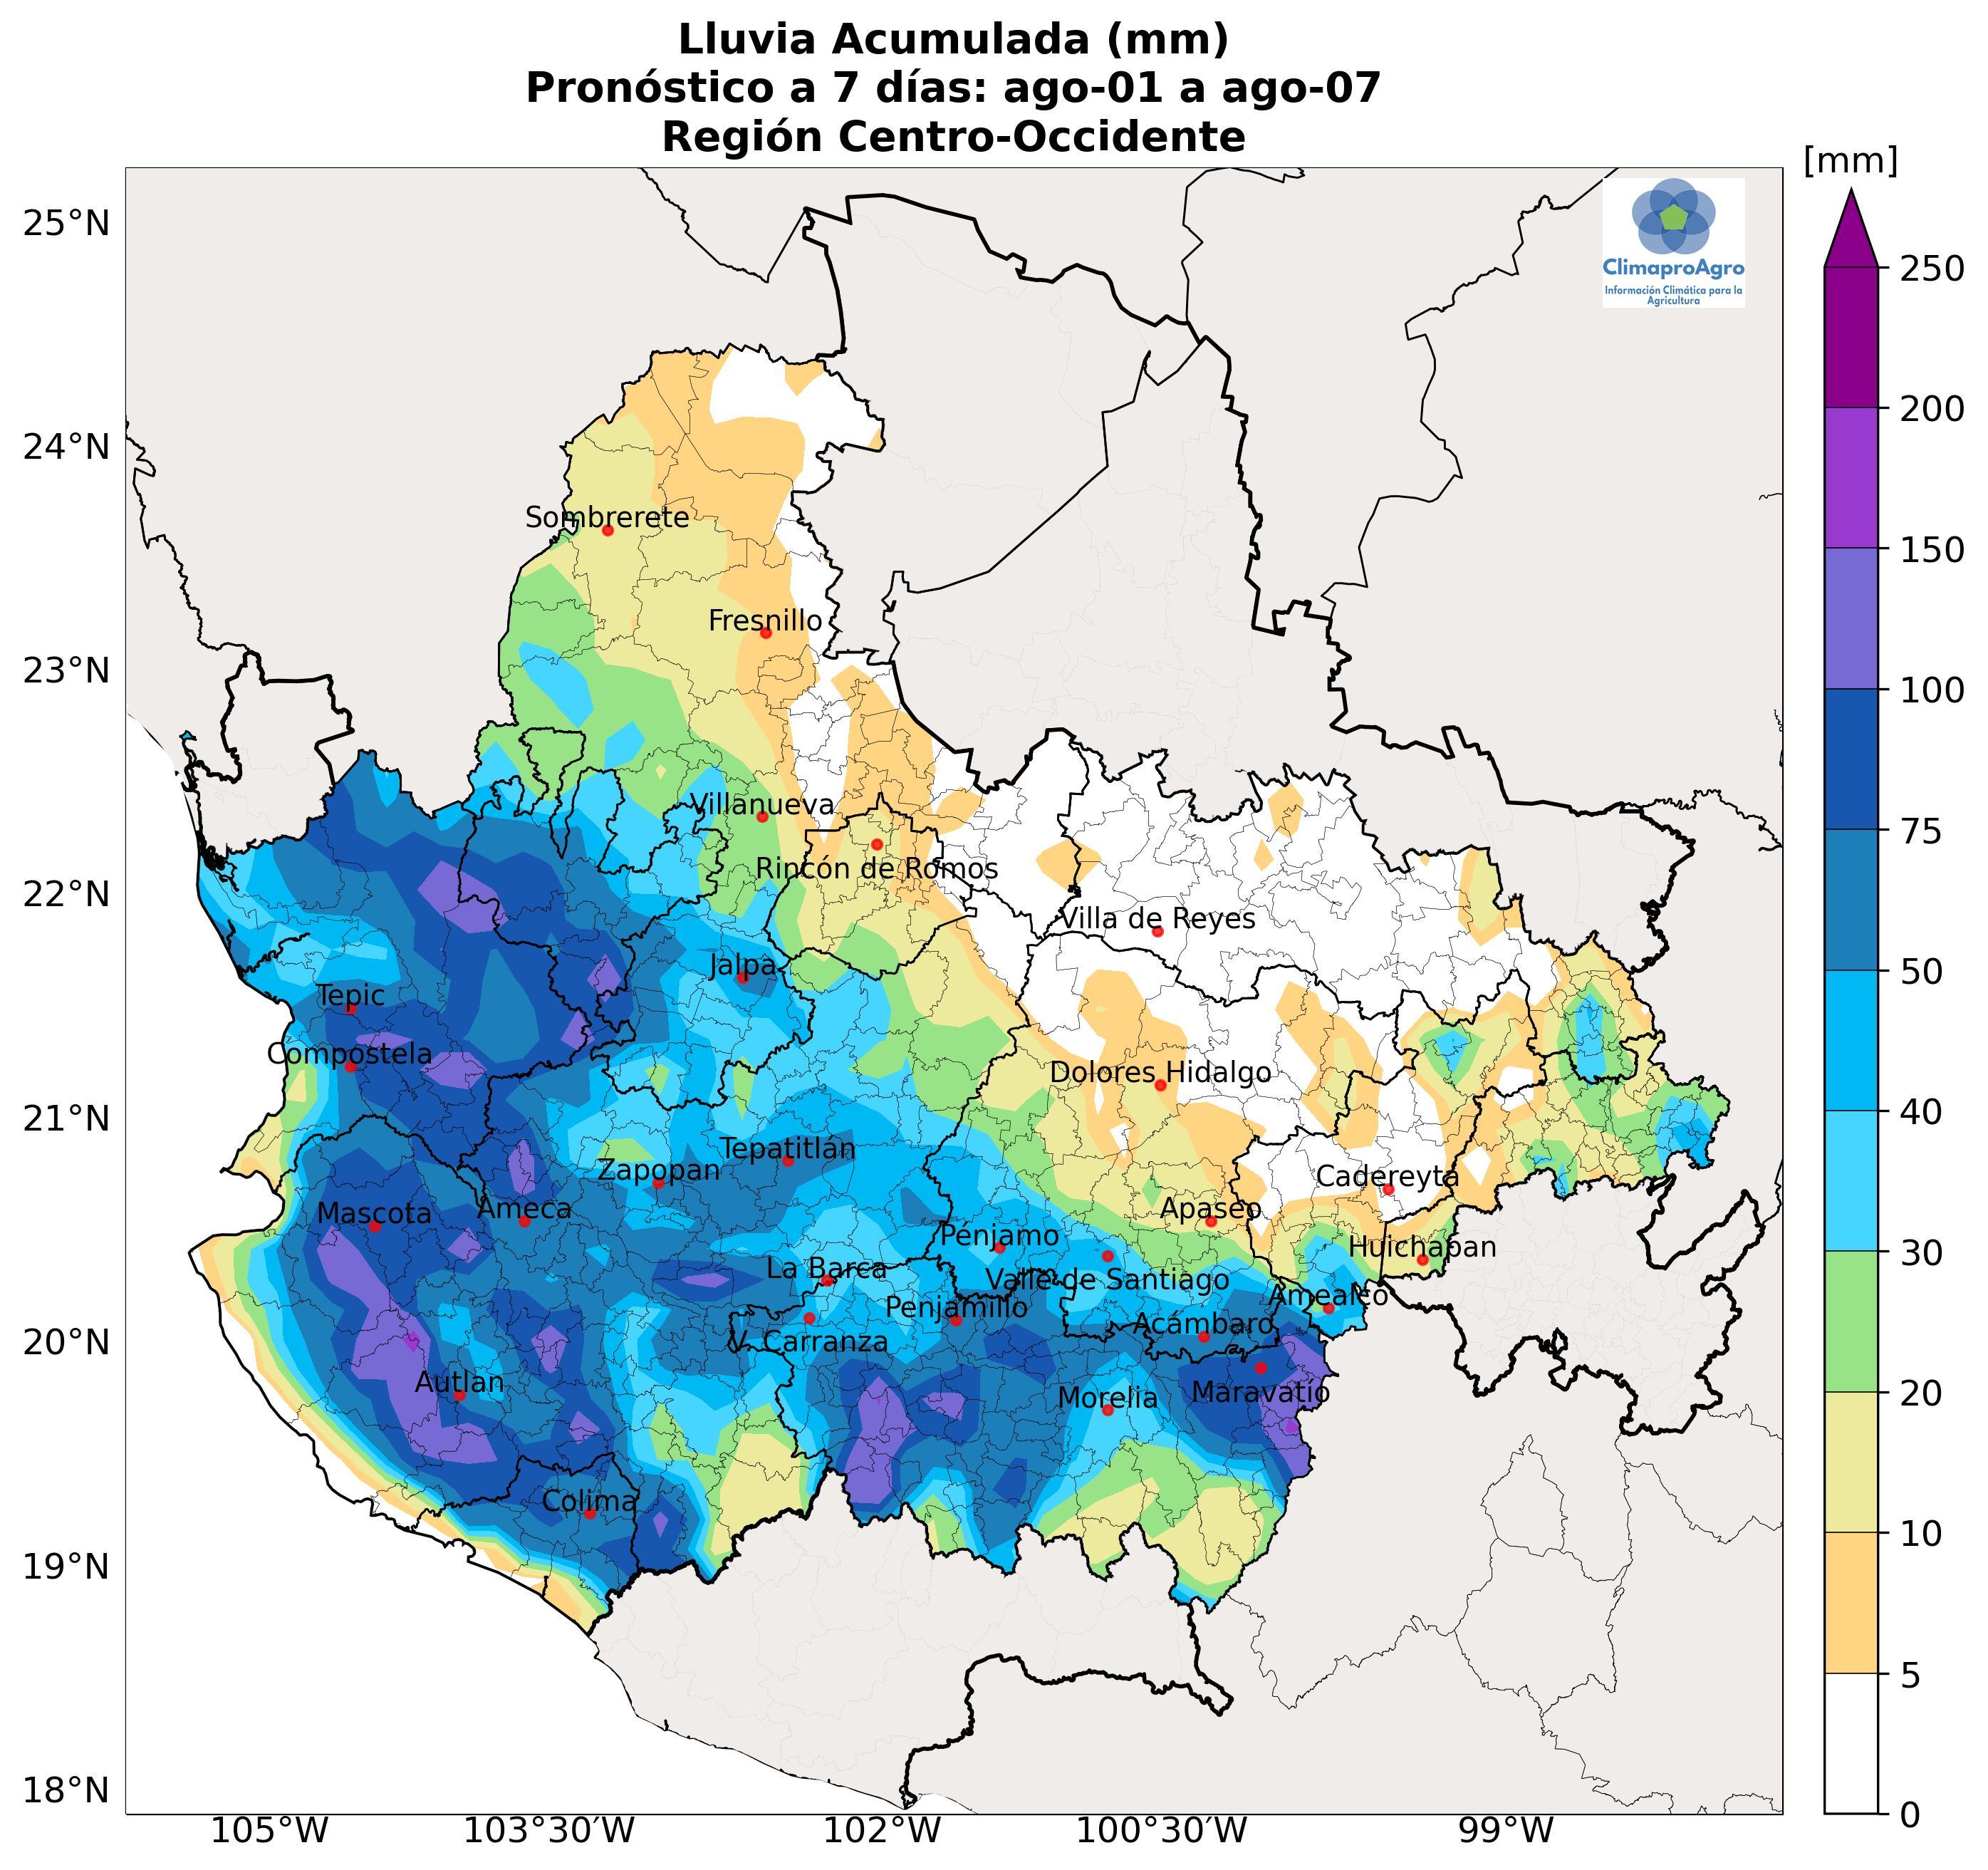 Lluvia Acumulada (mm)
Pronóstico a 7 días: ago-01 a ago-07
Región Centro-Occidente
[mm]
25°N
24°N
23°N
22°N
21°N
20°N
19°N
18°N
ClimaproAgro
Información Climática para la
Agricultura
250
200
150
100
75
50
40
30
20
10
5
0
Sombrerete
Fresnillo
Villanueva
Rincón de Romos
Villa de Reyes
Jalpa
Tepic
Compostela
Dolores Hidalgo
Tepatitlán
Zapopan
Cadereyta
Mascota
Ameca
Apaseo
Pénjamo
Huichapan
La Barca
Valle de Santiago
Amealco
Penjamillo
Acámbaro
V. Carranza
Autlan
Morelia
Maravatío
Colima
105°W
103°30'W
102°W
100°30'W
99°W